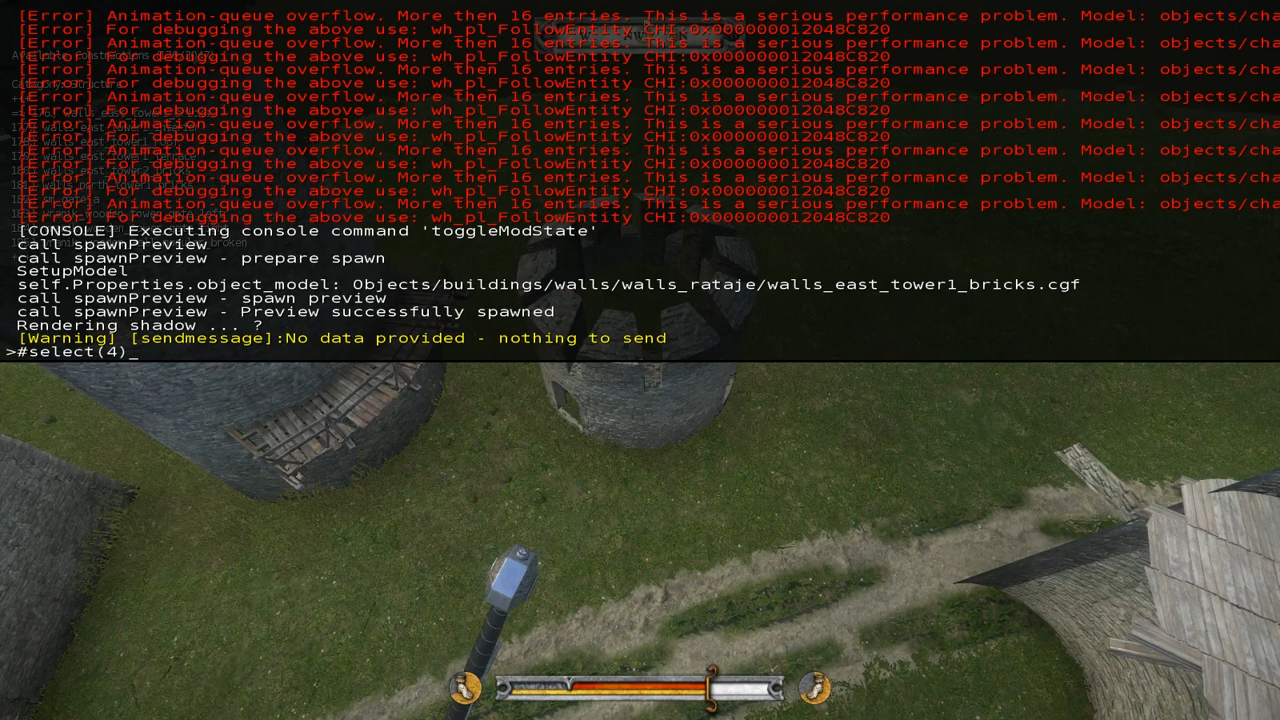 [Error] Animation-queue overflow. More then 16 entries. This is a serious performance problem. Model: objects/cha
[Error] For debugging the above use: wh_pl_FollowEntity CHI:0x000000012048C820
[Error] Animation-queue overflow. More then 16 entries. This is a serious performance problem. Model: objects/cha
[Error] For debugging the above use: wh_pl_FollowEntity CHI:0x000000012048C820
[Error] Animation-queue overflow. More then 16 entries. This is a serious performance problem. Model: objects/cha
[Error] For debugging the above use: wh_pl_FollowEntity CHI:0x000000012048C820
[Error] Animation-queue overflow. More then 16 entries. This is a serious performance problem. Model: objects/cha
[Error] For debugging the above use: wh_pl_FollowEntity CHI:0x000000012048C820
[Error] Animation-queue overflow. More then 16 entries. This is a serious performance problem. Model: objects/cha
[Error] For debugging the above use: wh_pl_FollowEntity CHI:0x000000012048C820
[Error] Animation-queue overflow. More then 16 entries. This is a serious performance problem. Model: objects/cha
[Error] For debugging the above use: wh_pl_FollowEntity CHI:0x000000012048C820
[Error] Animation-queue overflow. More then 16 entries. This is a serious performance problem. Model: objects/cha
[Error] For debugging the above use: wh_pl_FollowEntity CHI:0x000000012048C820
[Error] Animation-queue overflow. More then 16 entries. This is a serious performance problem. Model: objects/cha
[Error] For debugging the above use: wh_pl_FollowEntity CHI:0x000000012048C820
[CONSOLE] Executing console command 'toggleModState'
call spawnPreview
call spawnPreview - prepare spawn
SetupModel
self.Properties.object_model: Objects/buildings/walls/walls_rataje/walls_east_tower1_bricks.cgf
call spawnPreview - spawn preview
call spawnPreview - Preview successfully spawned
Rendering shadow ... ?
[Warning] [sendmessage]:No data provided - nothing to send
>#select(4)_